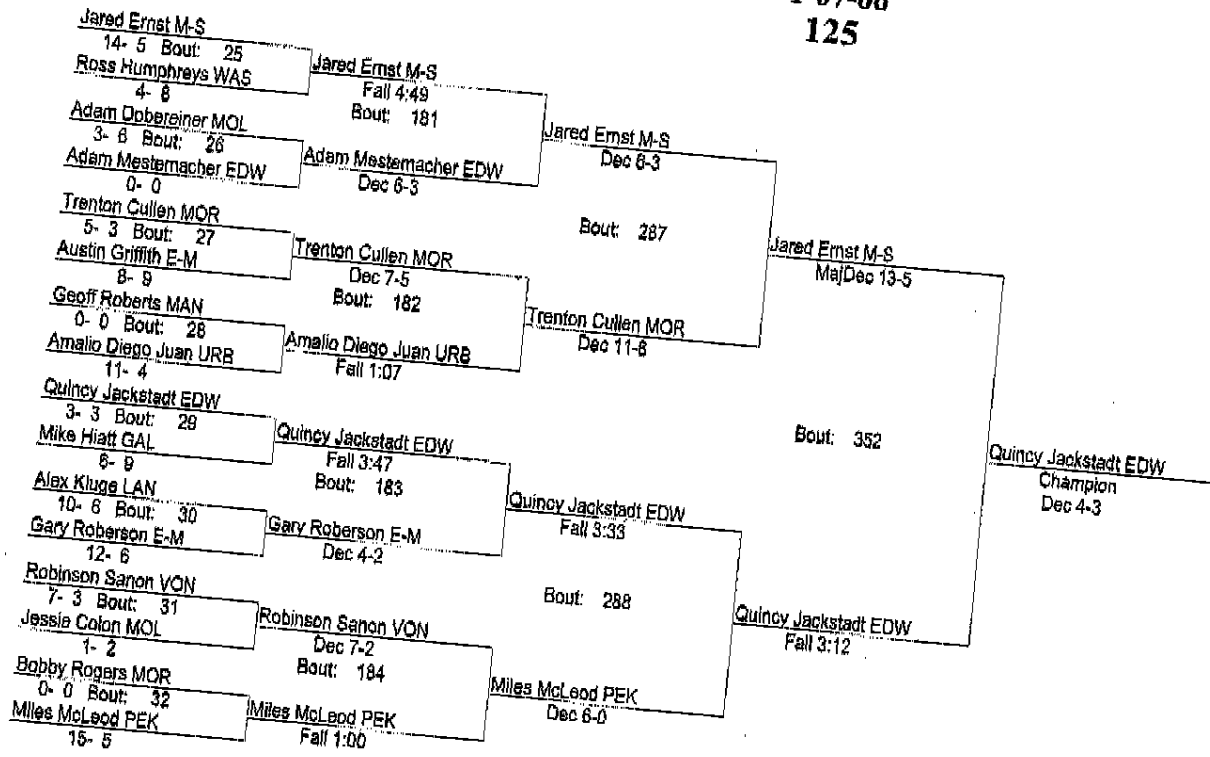 125
Jared Ernst M-S
14- 5 Bout: 25
Ross Humphreys WAS
4- 8
Adam Dobereiner MOL
3- 6 Bout: 26
Adam Mestemacher EDW
0- 0
Trenton Cullen MOR
5- 3 Bout: 27
Austin Griffith E-M
8- 9
Geoff Roberts MAN
0- 0 Bout: 28
Amalio Diego Juan URB
11- 4
Quincy Jackstadt EDW
3- 3 Bout: 29
Mike Hiatt GAL
6- 9
Alex Kluge LAN
10- 6 Bout: 30
Gary Roberson E-M
12- 6
Robinson Sanon VON
7- 3 Bout: 31
Jessie Colon MOL
1- 2
Bobby Rogers MOR
0- 0 Bout: 32
Miles McLeod PEK
15- 5
Jared Ernst M-S
Fall 4:49
Bout: 181
Adam Mestemacher EDW
Dec 6-3
Trenton Cullen MOR
Dec 7-5
Bout: 182
Amalio Diego Juan URB
Fall 1:07
Quincy Jackstadt EDW
Fall 3:47
Bout: 183
Gary Roberson E-M
Dec 4-2
Robinson Sanon VON
Dec 7-2
Bout: 184
Miles McLeod PEK
Fall 1:00
Jared Ernst M-S
Dec 8-3
Bout: 287
Trenton Cullen MOR
Dec 11-6
Quincy Jackstadt EDW
Fall 3:33
Bout: 288
Miles McLeod PEK
Dec 6-0
Jared Ernst M-S
MajDec 13-5
Bout: 352
Quincy Jackstadt EDW
Fall 3:12
Quincy Jackstadt EDW
Champion
Dec 4-3